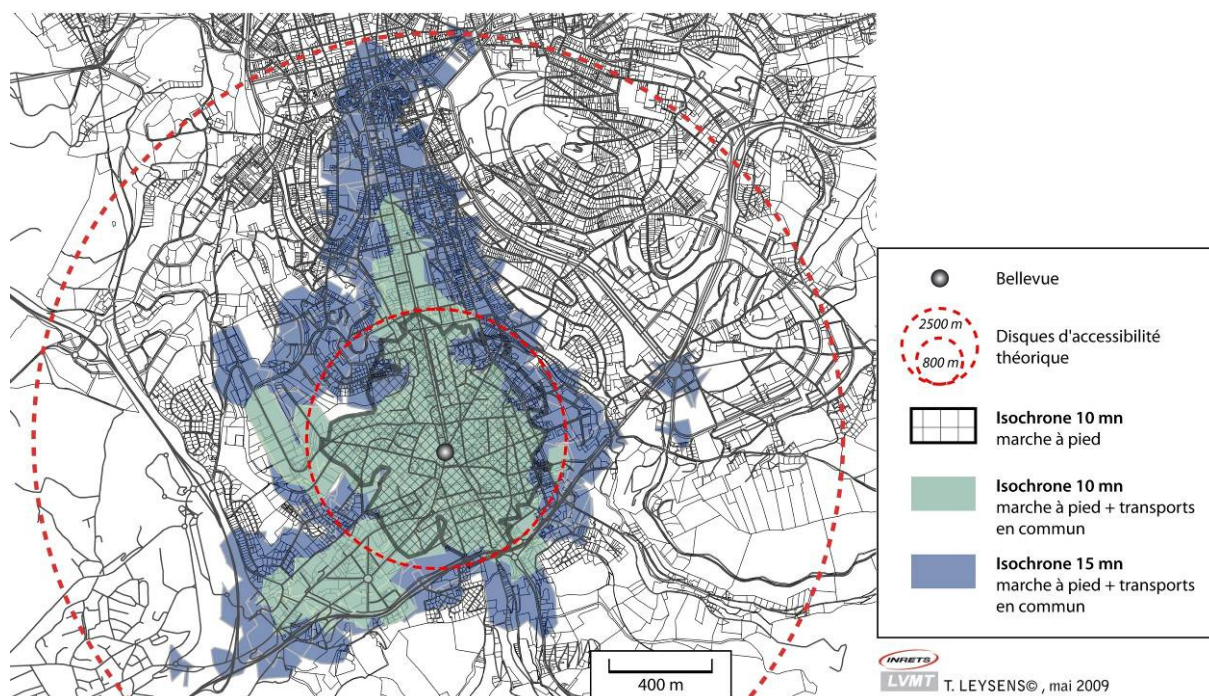 Bellevue
2500 m
800 m
Disques d'accessibilité
théorique
Isochrone 10 mn
marche à pied
Isochrone 10 mn
marche à pied + transports
en commun
Isochrone 15 mn
marche à pied + transports
en commun
400 m
INRETS
LVMT T. LEYSENS© , mai 2009